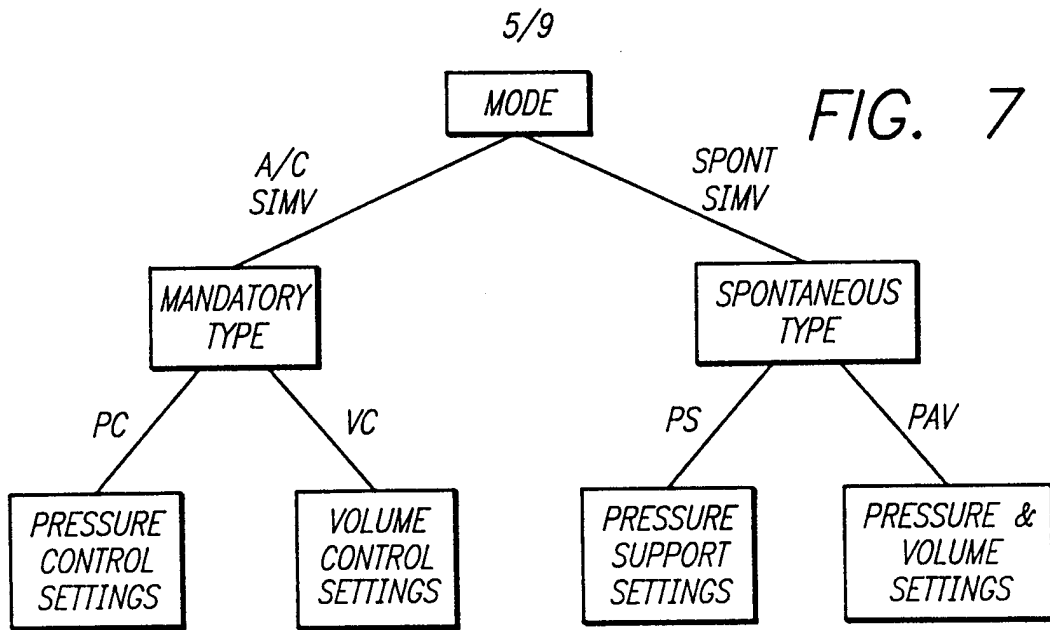 5/9
MODE
FIG. 7
A/C
SIMV
SPONT
SIMV
MANDATORY
TYPE
SPONTANEOUS
TYPE
PC
VC
PS
PAV
PRESSURE
CONTROL
SETTINGS
VOLUME
CONTROL
SETTINGS
PRESSURE
SUPPORT
SETTINGS
PRESSURE &
VOLUME
SETTINGS